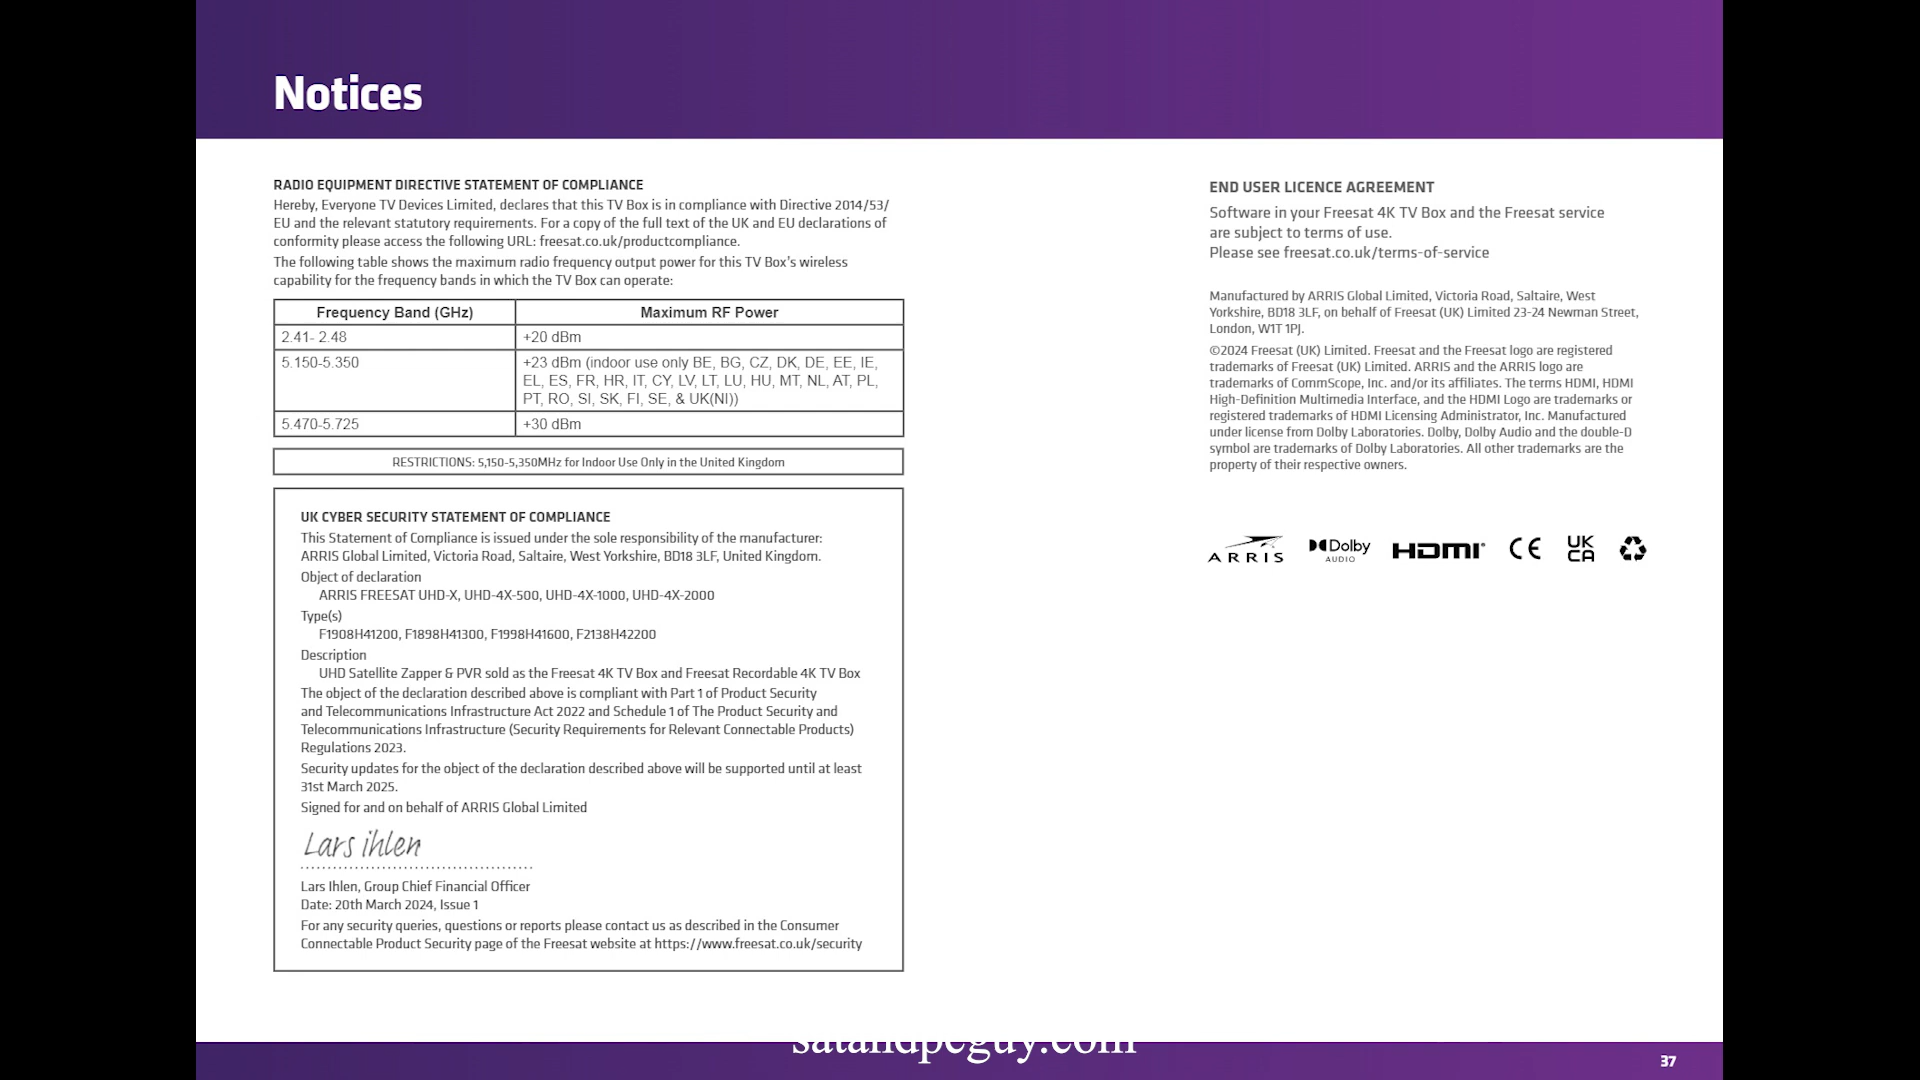 Notices
RADIO EQUIPMENT DIRECTIVE STATEMENT OF COMPLIANCE
Hereby, Everyone TV Devices Limited, declares that this TV Box is in compliance with Directive 2014/53/
EU and the relevant statutory requirements. For a copy of the full text of the UK and EU declarations of
conformity please access the following URL: freesat.co.uk/productcompliance.
The following table shows the maximum radio frequency output power for this TV Box's wireless
capability for the frequency bands in which the TV Box can operate:
Frequency Band (GHz) Maximum RF Power
2.41- 2.48 +20 dBm
5.150-5.350 +23 dBm (indoor use only BE, BG, CZ, DK, DE, EE, IE,
EL, ES, FR, HR, IT, CY, LV, LT, LU, HU, MT, NL, AT, PL,
PT, RO, SI, SK, FI, SE, & UK(NI))
5.470-5.725 +30 dBm
RESTRICTIONS: 5,150-5,350MHz for Indoor Use Only in the United Kingdom
UK CYBER SECURITY STATEMENT OF COMPLIANCE
This Statement of Compliance is issued under the sole responsibility of the manufacturer:
ARRIS Global Limited, Victoria Road, Saltaire, West Yorkshire, BD18 3LF, United Kingdom.
Object of declaration
ARRIS FREESAT UHD-X, UHD-4X-500, UHD-4X-1000, UHD-4X-2000
Type(s)
F1908H41200, F1898H41300, F1998H41600, F2138H42200
Description
UHD Satellite Zapper & PVR sold as the Freesat 4K TV Box and Freesat Recordable 4K TV Box
The object of the declaration described above is compliant with Part 1 of Product Security
and Telecommunications Infrastructure Act 2022 and Schedule 1 of The Product Security and
Telecommunications Infrastructure (Security Requirements for Relevant Connectable Products)
Regulations 2023.
Security updates for the object of the declaration described above will be supported until at least
31st March 2025.
Signed for and on behalf of ARRIS Global Limited
Lars ihlen
Lars Ihlen, Group Chief Financial Officer
Date: 20th March 2024, Issue 1
For any security queries, questions or reports please contact us as described in the Consumer
Connectable Product Security page of the Freesat website at https://www.freesat.co.uk/security
END USER LICENCE AGREEMENT
Software in your Freesat 4K TV Box and the Freesat service
are subject to terms of use.
Please see freesat.co.uk/terms-of-service
Manufactured by ARRIS Global Limited, Victoria Road, Saltaire, West
Yorkshire, BD18 3LF, on behalf of Freesat (UK) Limited 23-24 Newman Street,
London, W1T 1PJ.
©2024 Freesat (UK) Limited. Freesat and the Freesat logo are registered
trademarks of Freesat (UK) Limited. ARRIS and the ARRIS logo are
trademarks of CommScope, Inc. and/or its affiliates. The terms HDMI, HDMI
High-Definition Multimedia Interface, and the HDMI Logo are trademarks or
registered trademarks of HDMI Licensing Administrator, Inc. Manufactured
under license from Dolby Laboratories. Dolby, Dolby Audio and the double-D
symbol are trademarks of Dolby Laboratories. All other trademarks are the
property of their respective owners.
ARRIS Dolby AUDIO HDMI CE UK CA
satandpcguy.com
37